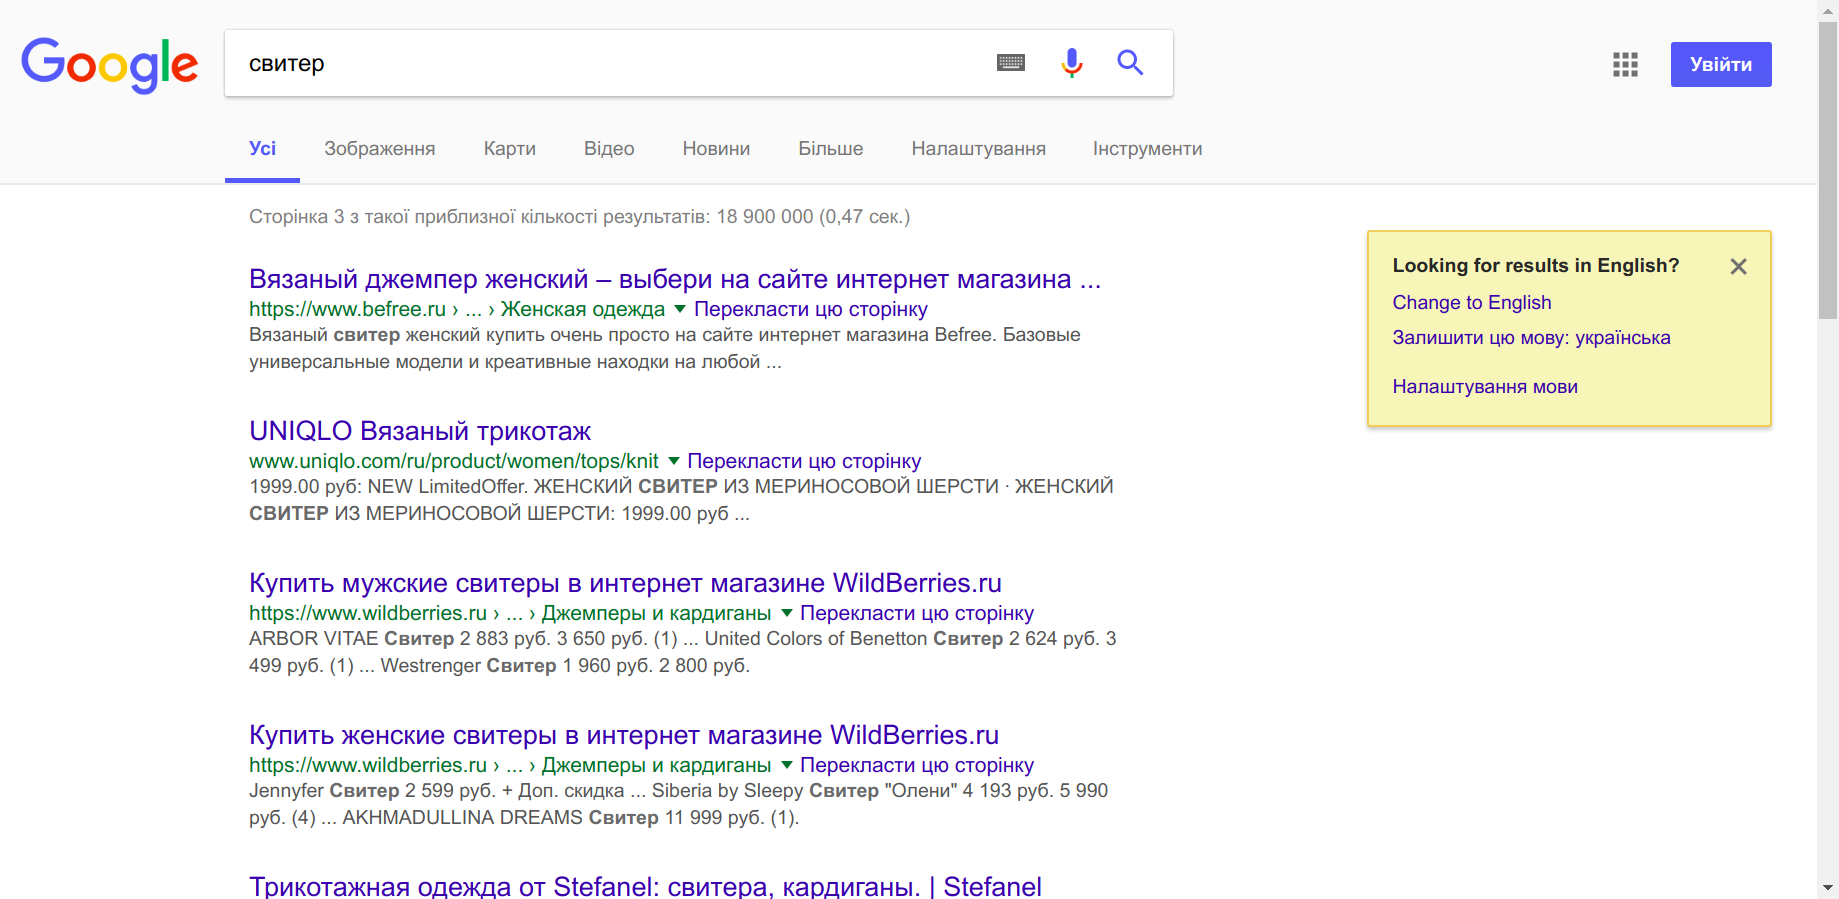 Google
свитер
Увійти
Усі Зображення Карти Відео Новини Більше Налаштування Інструменти
Сторінка 3 з такої приблизної кількості результатів: 18 900 000 (0,47 сек.)
Вязаный джемпер женский – выбери на сайте интернет магазина ...
https://www.befree.ru › ... › Женская одежда ▼ Перекласти цю сторінку
Вязаный свитер женский купить очень просто на сайте интернет магазина Befree. Базовые
универсальные модели и креативные находки на любой ...
UNIQLO Вязаный трикотаж
www.uniqlo.com/ru/product/women/tops/knit ▼ Перекласти цю сторінку
1999.00 руб: NEW LimitedOffer. ЖЕНСКИЙ СВИТЕР ИЗ МЕРИНОСОВОЙ ШЕРСТИ · ЖЕНСКИЙ
СВИТЕР ИЗ МЕРИНОСОВОЙ ШЕРСТИ: 1999.00 руб ...
Купить мужские свитеры в интернет магазине WildBerries.ru
https://www.wildberries.ru › ... › Джемперы и кардиганы ▼ Перекласти цю сторінку
ARBOR VITAE Свитер 2 883 руб. 3 650 руб. (1) ... United Colors of Benetton Свитер 2 624 руб. 3
499 руб. (1) ... Westrenger Свитер 1 960 руб. 2 800 руб.
Купить женские свитеры в интернет магазине WildBerries.ru
https://www.wildberries.ru › ... › Джемперы и кардиганы ▼ Перекласти цю сторінку
Jennyfer Свитер 2 599 руб. + Доп. скидка ... Siberia by Sleepy Свитер "Олени" 4 193 руб. 5 990
руб. (4) ... AKHMADULLINA DREAMS Свитер 11 999 руб. (1).
Трикотажная одежда от Stefanel: свитера, кардиганы. | Stefanel
Looking for results in English?
Change to English
Залишити цю мову: українська
Налаштування мови